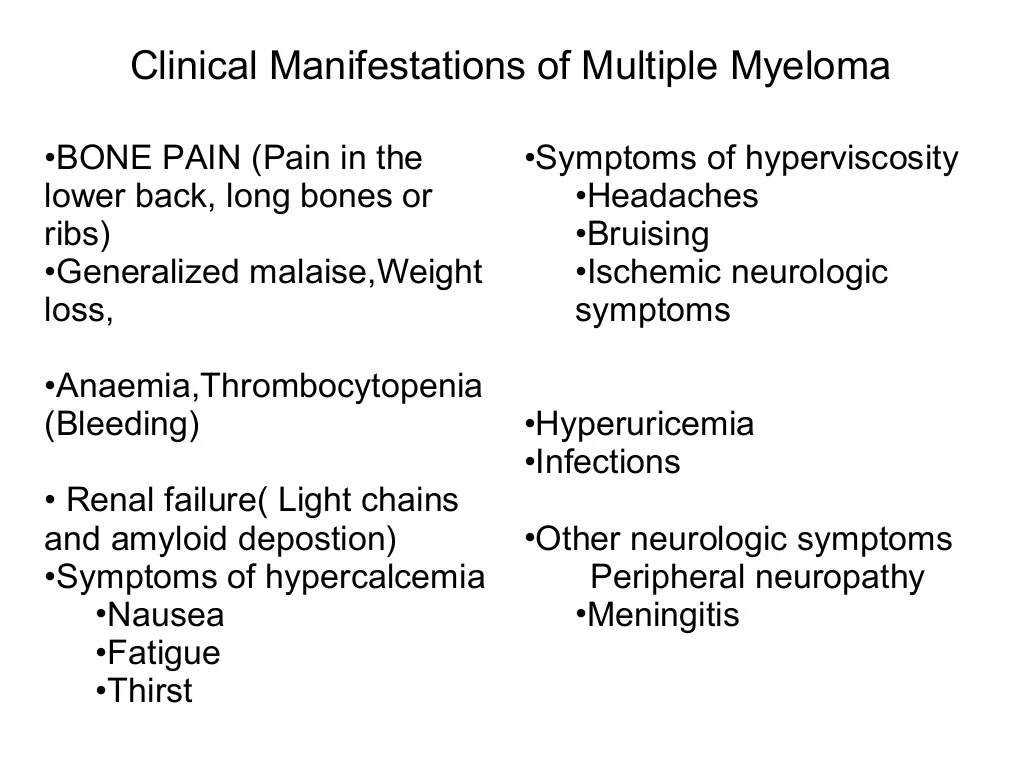 Clinical Manifestations of Multiple Myeloma
•BONE PAIN (Pain in the
lower back, long bones or
ribs)
•Generalized malaise,Weight
loss,
•Anaemia,Thrombocytopenia
(Bleeding)
• Renal failure( Light chains
and amyloid depostion)
•Symptoms of hypercalcemia
•Nausea
•Fatigue
•Thirst
•Symptoms of hyperviscosity
•Headaches
•Bruising
•Ischemic neurologic
symptoms
•Hyperuricemia
•Infections
•Other neurologic symptoms
Peripheral neuropathy
•Meningitis